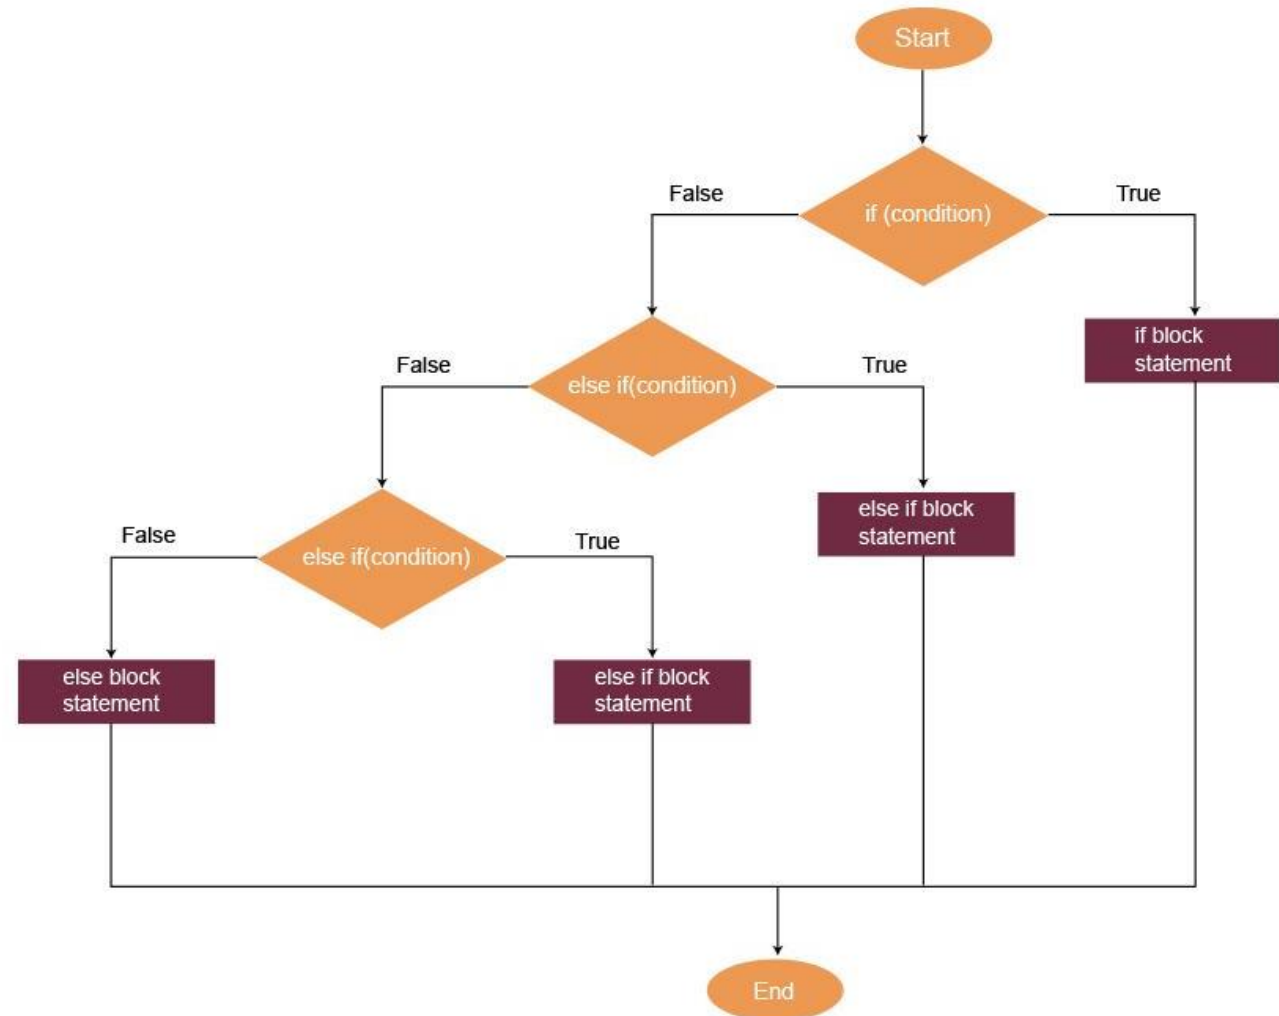 Start
False
True
if (condition)
if block
statement
False
True
else if(condition)
else if block
statement
False
True
else if(condition)
else block
statement
else if block
statement
End